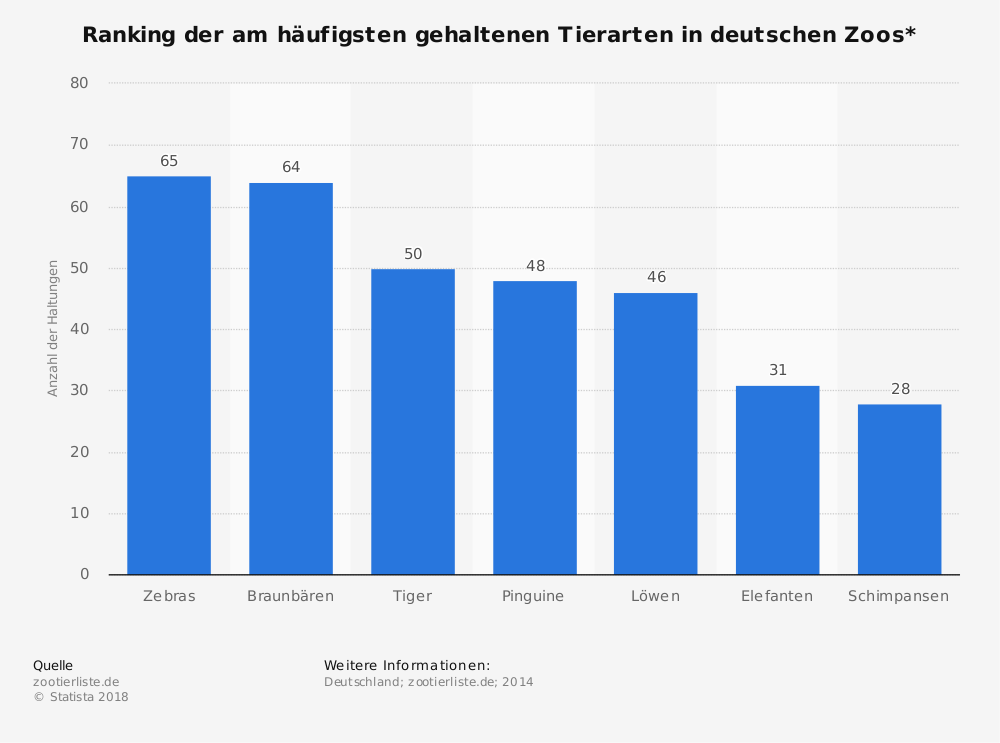 Ranking der am häufigsten gehaltenen Tierarten in deutschen Zoos*
80
70
60
50
40
30
20
10
0
Anzahl der Haltungen
65
64
50
48
46
31
28
Zebras
Braunbären
Tiger
Pinguine
Löwen
Elefanten
Schimpansen
Quelle
zootierliste.de
© Statista 2018
Weitere Informationen:
Deutschland; zootierliste.de; 2014